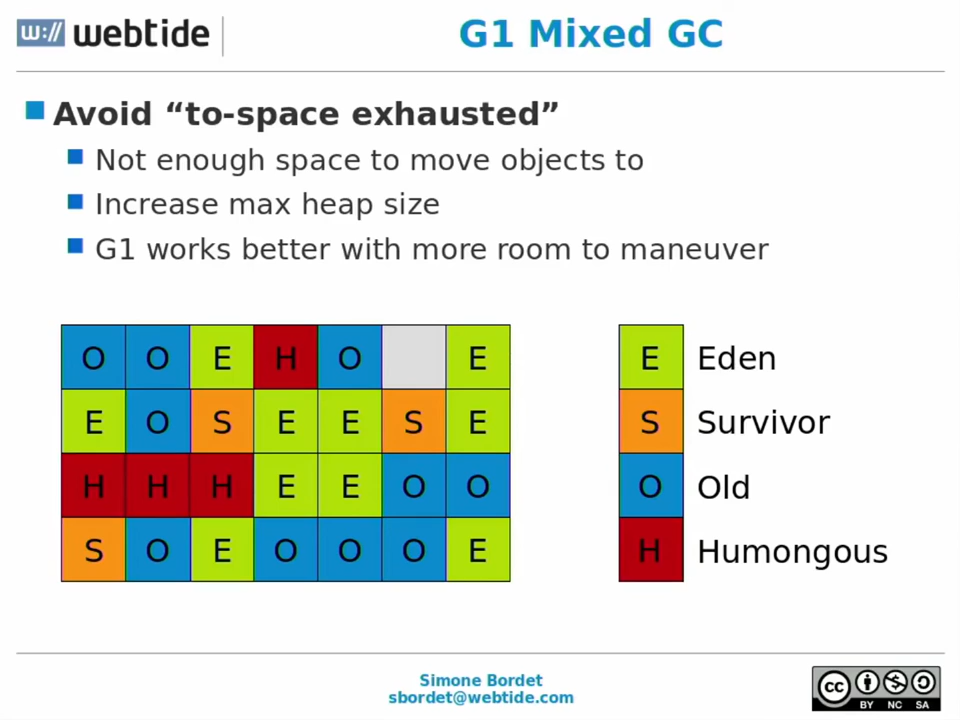 w:// webtide
G1 Mixed GC
Avoid “to-space exhausted”
Not enough space to move objects to
Increase max heap size
G1 works better with more room to maneuver
O O E H O E
E O S E E S E
H H H E E O O
S O E O O O E
E Eden
S Survivor
O Old
H Humongous
Simone Bordet
sbordet@webtide.com
cc
BY NC SA